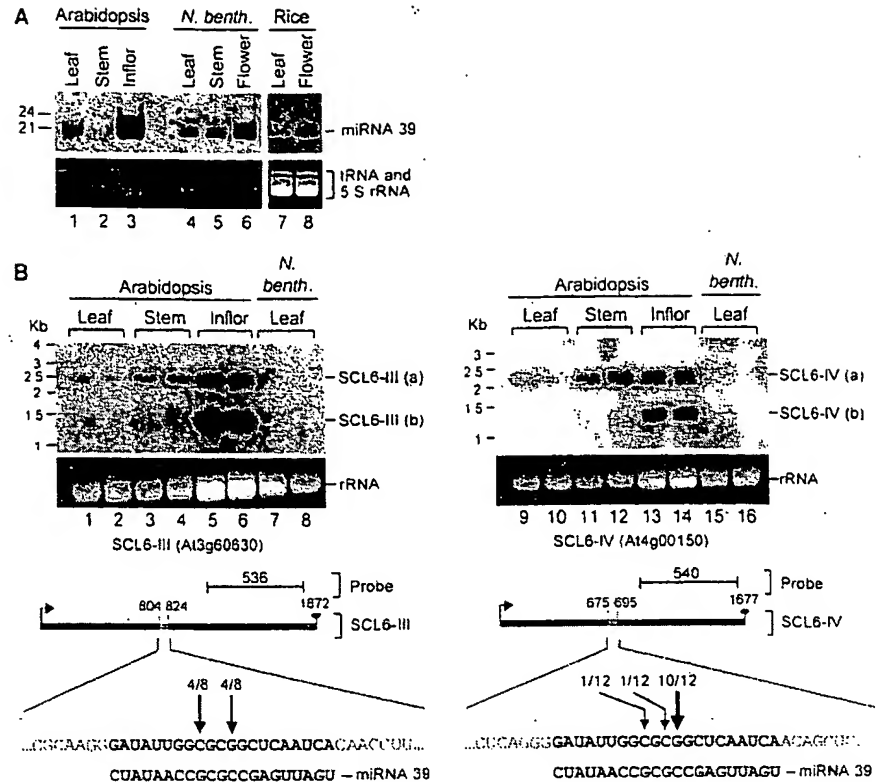 A
Arabidopsis N. benth. Rice
Leaf Stem Inflor Leaf Stem Flower Leaf Flower
24
21
miRNA 39
tRNA and
5 S rRNA
1 2 3 4 5 6 7 8
B
Arabidopsis N. benth.
Leaf Stem Inflor Leaf
Kb
4
3
2.5
2
1.5
1
SCL6-III (a)
SCL6-III (b)
rRNA
1 2 3 4 5 6 7 8
SCL6-III (At3g60630)
536
Probe
804 824 1872
SCL6-III
4/8 4/8
...CGCAAGGGAUAUUGGCGCGGCUCAAUCACAACCUU...
CUAUAACCGCGCCGAGUUAGU – miRNA 39
Arabidopsis N. benth.
Leaf Stem Inflor Leaf
Kb
3
2.5
2
1.5
1
SCL6-IV (a)
SCL6-IV (b)
rRNA
9 10 11 12 13 14 15 16
SCL6-IV (At4g00150)
540
Probe
675 695 1677
SCL6-IV
1/12 1/12 10/12
...CUCAGGGGAUAUUGGCGCGGCUCAAUCAACAGCUC...
CUAUAACCGCGCCGAGUUAGU – miRNA 39